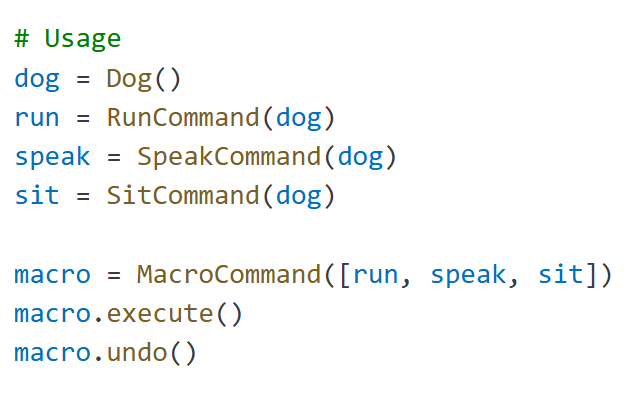 # Usage
dog = Dog()
run = RunCommand(dog)
speak = SpeakCommand(dog)
sit = SitCommand(dog)
macro = MacroCommand([run, speak, sit])
macro.execute()
macro.undo()